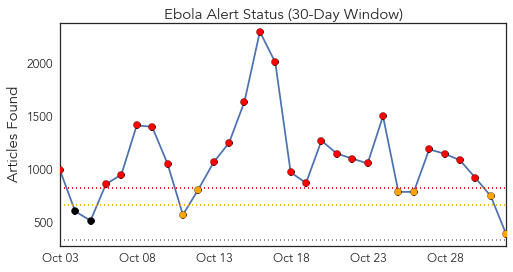 Ebola Alert Status (30-Day Window)
Articles Found
2000
1500
1000
500
Oct 03
Oct 08
Oct 13
Oct 18
Oct 23
Oct 28